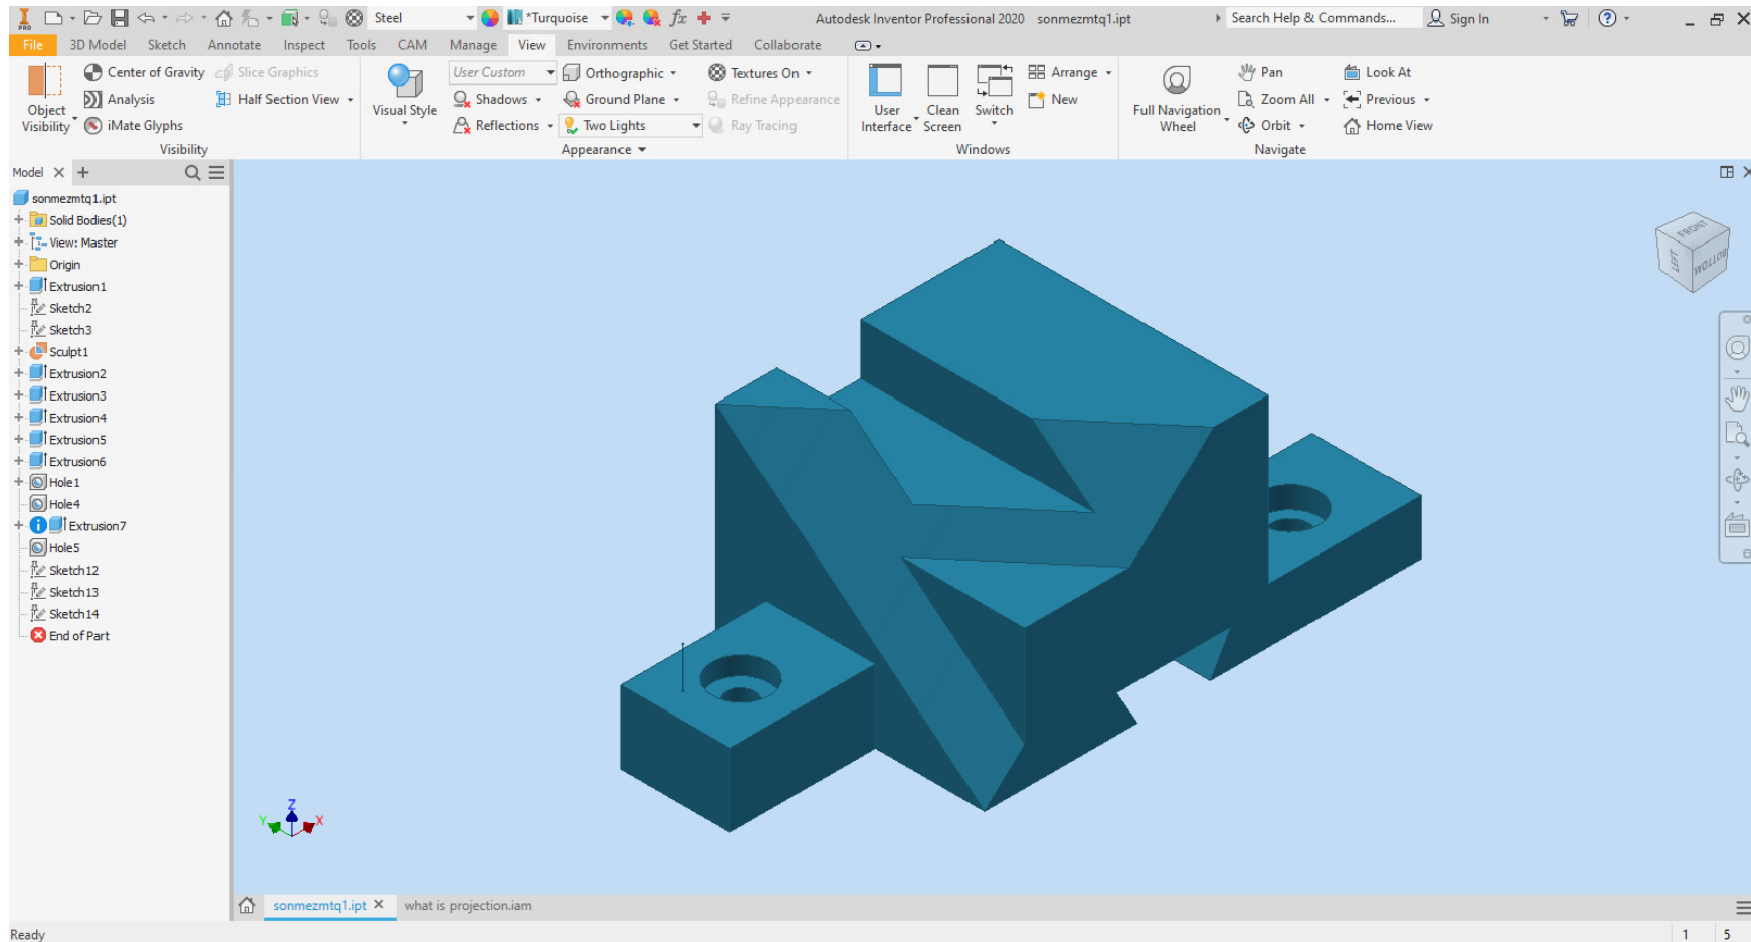 PRO Steel *Turquoise fx Autodesk Inventor Professional 2020 sonmezmtq1.ipt Search Help & Commands... Sign In ?
File 3D Model Sketch Annotate Inspect Tools CAM Manage View Environments Get Started Collaborate
Object Visibility
Center of Gravity
Analysis
iMate Glyphs
Slice Graphics
Half Section View
Visibility
Visual Style
User Custom
Shadows
Reflections
Orthographic
Ground Plane
Two Lights
Textures On
Refine Appearance
Ray Tracing
Appearance
User Interface
Clean Screen
Switch
Arrange
New
Windows
Full Navigation Wheel
Pan
Zoom All
Orbit
Look At
Previous
Home View
Navigate
Model
sonmezmtq1.ipt
Solid Bodies(1)
View: Master
Origin
Extrusion1
Sketch2
Sketch3
Sculpt1
Extrusion2
Extrusion3
Extrusion4
Extrusion5
Extrusion6
Hole1
Hole4
Extrusion7
Hole5
Sketch12
Sketch13
Sketch14
End of Part
FRONT
LEFT
BOTTOM
Z
Y X
sonmezmtq1.ipt what is projection.iam
Ready 1 5